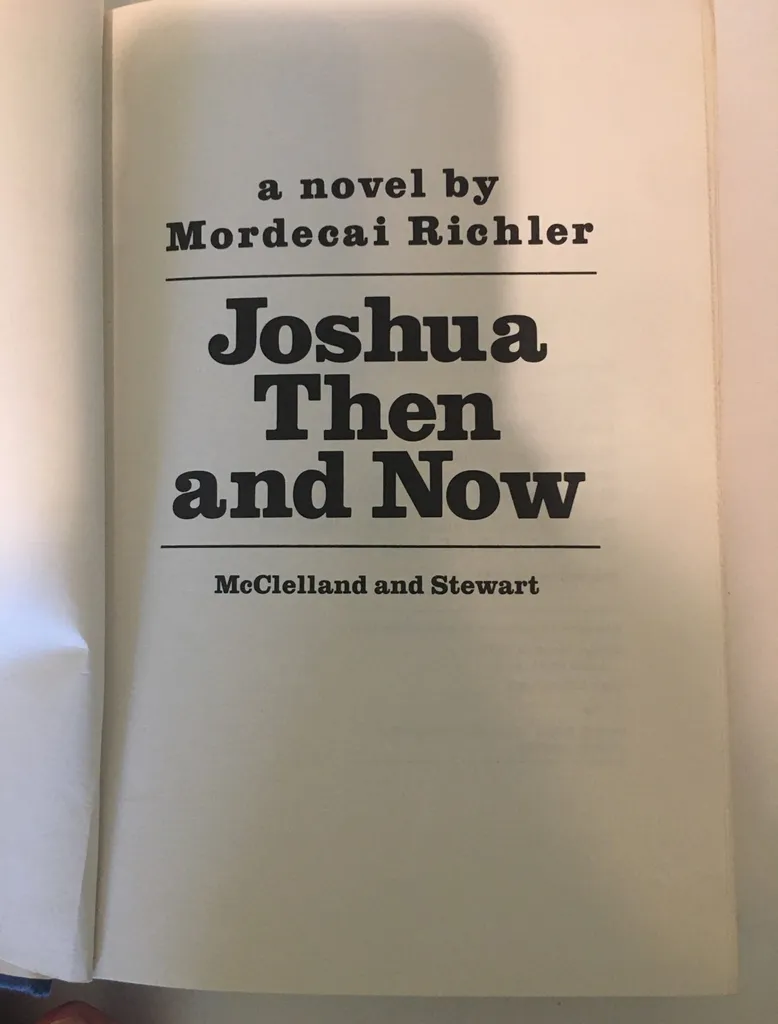 a novel by
Mordecai Richler
Joshua
Then
and Now
McClelland and Stewart